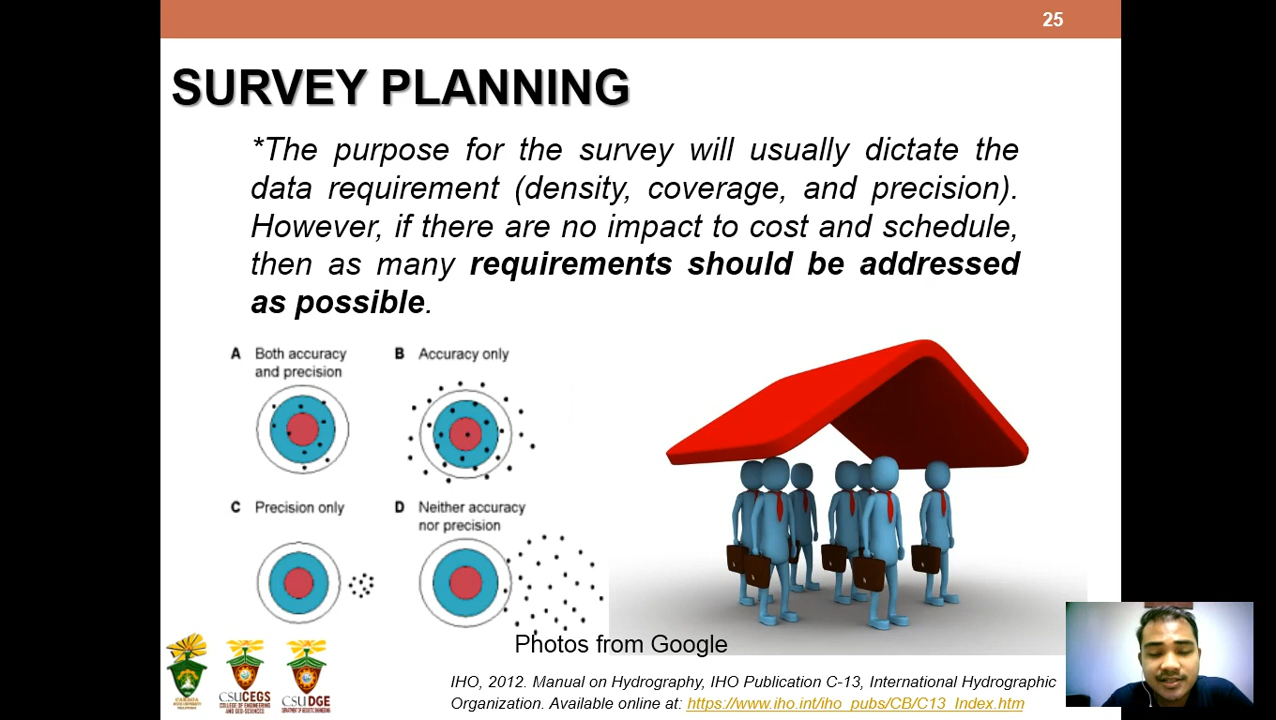 25
SURVEY PLANNING
*The purpose for the survey will usually dictate the
data requirement (density, coverage, and precision).
However, if there are no impact to cost and schedule,
then as many requirements should be addressed
as possible.
A Both accuracy
and precision
B Accuracy only
C Precision only
D Neither accuracy
nor precision
Photos from Google
CSUCEGS
COLLEGE OF ENGINEERING
AND GEO-SCIENCES
CSUDGE
IHO, 2012. Manual on Hydrography, IHO Publication C-13, International Hydrographic
Organization. Available online at: https://www.iho.int/iho_pubs/CB/C13_Index.htm